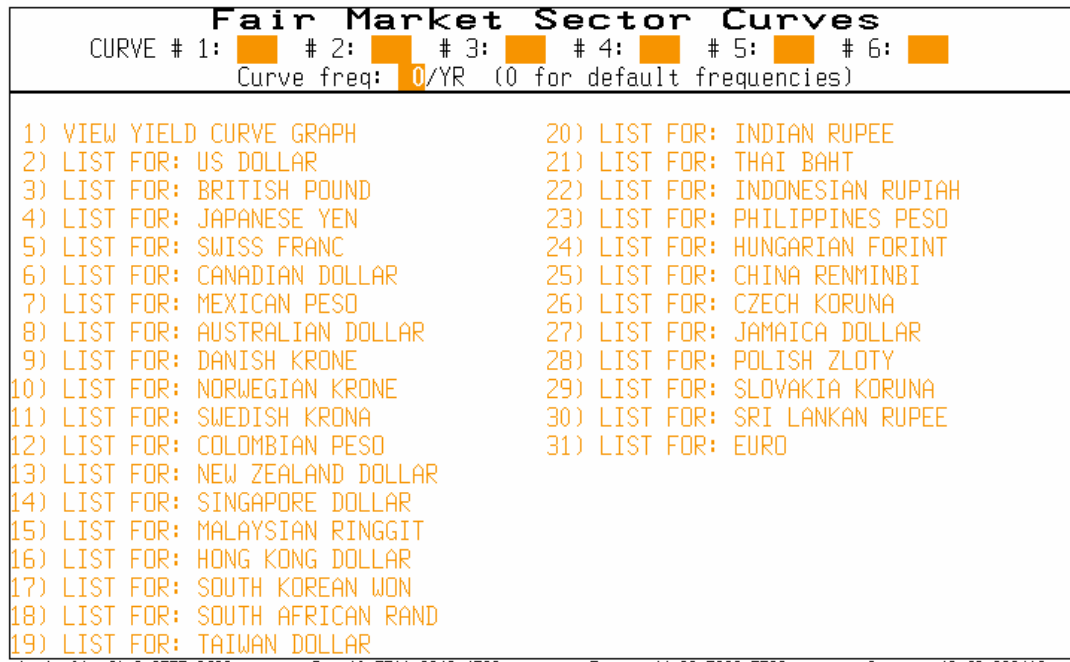 Fair Market Sector Curves
CURVE # 1: # 2: # 3: # 4: # 5: # 6:
Curve freq: 0/YR (0 for default frequencies)
1) VIEW YIELD CURVE GRAPH
2) LIST FOR: US DOLLAR
3) LIST FOR: BRITISH POUND
4) LIST FOR: JAPANESE YEN
5) LIST FOR: SWISS FRANC
6) LIST FOR: CANADIAN DOLLAR
7) LIST FOR: MEXICAN PESO
8) LIST FOR: AUSTRALIAN DOLLAR
9) LIST FOR: DANISH KRONE
10) LIST FOR: NORWEGIAN KRONE
11) LIST FOR: SWEDISH KRONA
12) LIST FOR: COLOMBIAN PESO
13) LIST FOR: NEW ZEALAND DOLLAR
14) LIST FOR: SINGAPORE DOLLAR
15) LIST FOR: MALAYSIAN RINGGIT
16) LIST FOR: HONG KONG DOLLAR
17) LIST FOR: SOUTH KOREAN WON
18) LIST FOR: SOUTH AFRICAN RAND
19) LIST FOR: TAIWAN DOLLAR
20) LIST FOR: INDIAN RUPEE
21) LIST FOR: THAI BAHT
22) LIST FOR: INDONESIAN RUPIAH
23) LIST FOR: PHILIPPINES PESO
24) LIST FOR: HUNGARIAN FORINT
25) LIST FOR: CHINA RENMINBI
26) LIST FOR: CZECH KORUNA
27) LIST FOR: JAMAICA DOLLAR
28) LIST FOR: POLISH ZLOTY
29) LIST FOR: SLOVAKIA KORUNA
30) LIST FOR: SRI LANKAN RUPEE
31) LIST FOR: EURO